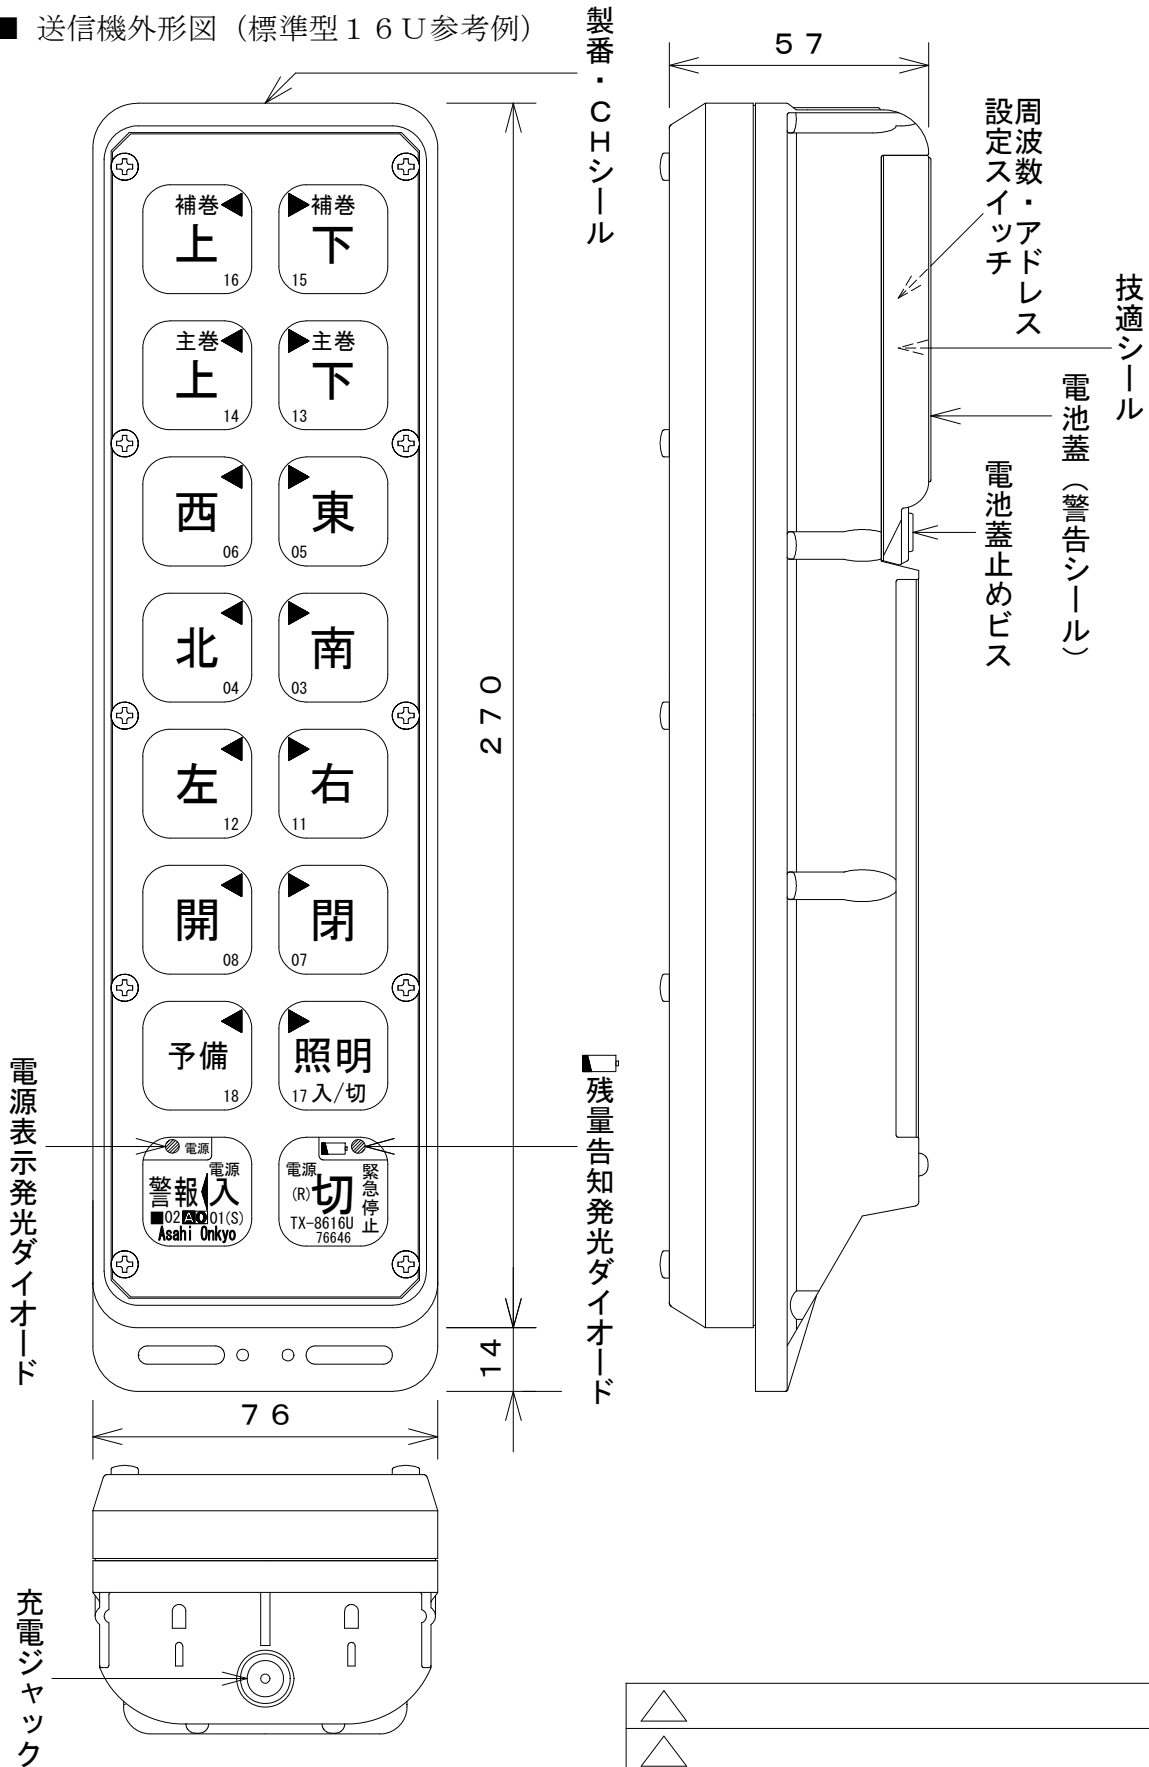 ■ 送信機外形図（標準型１６Ｕ参考例）
製番・ＣＨシール
５７
周波数・アドレス
設定スイッチ
技適シール
電池蓋（警告シール）
電池蓋止めビス
補巻◀
上
16
▶補巻
下
15
主巻◀
上
14
▶主巻
下
13
◀
西
06
▶
東
05
◀
北
04
▶
南
03
◀
左
12
▶
右
11
◀
開
08
▶
閉
07
◀
予備
18
▶
照明
17 入/切
２７０
電源表示発光ダイオード
残量告知発光ダイオード
電源
電源
警報 入
■02 01(S)
Asahi Onkyo
電源
(R) 切
緊急停止
TX-8616U
76646
１４
７６
充電ジャック